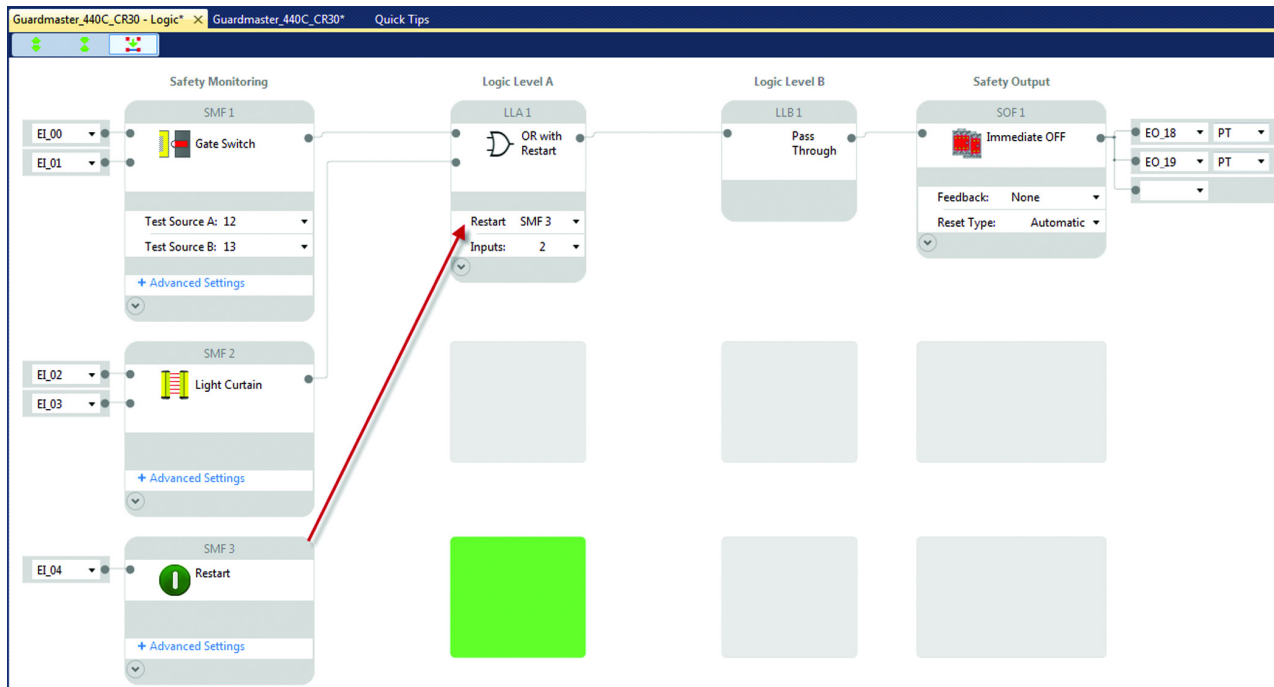 Guardmaster_440C_CR30 - Logic* Guardmaster_440C_CR30* Quick Tips
Safety Monitoring Logic Level A Logic Level B Safety Output
SMF 1
EI_00
EI_01
Gate Switch
Test Source A: 12
Test Source B: 13
+ Advanced Settings
LLA 1
OR with
Restart
Restart SMF 3
Inputs: 2
LLB 1
Pass
Through
SOF 1
Immediate OFF
Feedback: None
Reset Type: Automatic
EO_18 PT
EO_19 PT
SMF 2
EI_02
EI_03
Light Curtain
+ Advanced Settings
SMF 3
EI_04
Restart
+ Advanced Settings